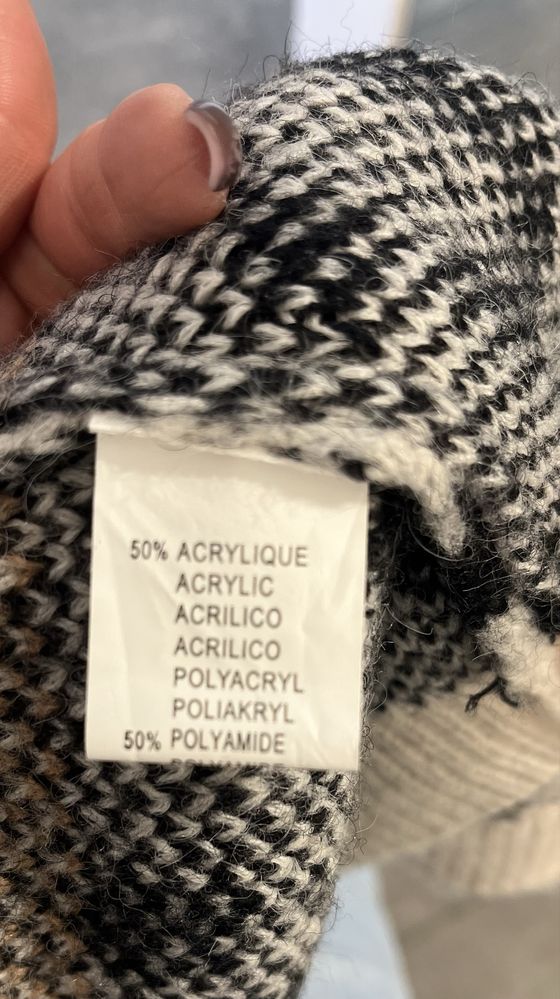 50% ACRYLIQUE
ACRYLIC
ACRILICO
ACRILICO
POLYACRYL
POLIAKRYL
50% POLYAMIDE